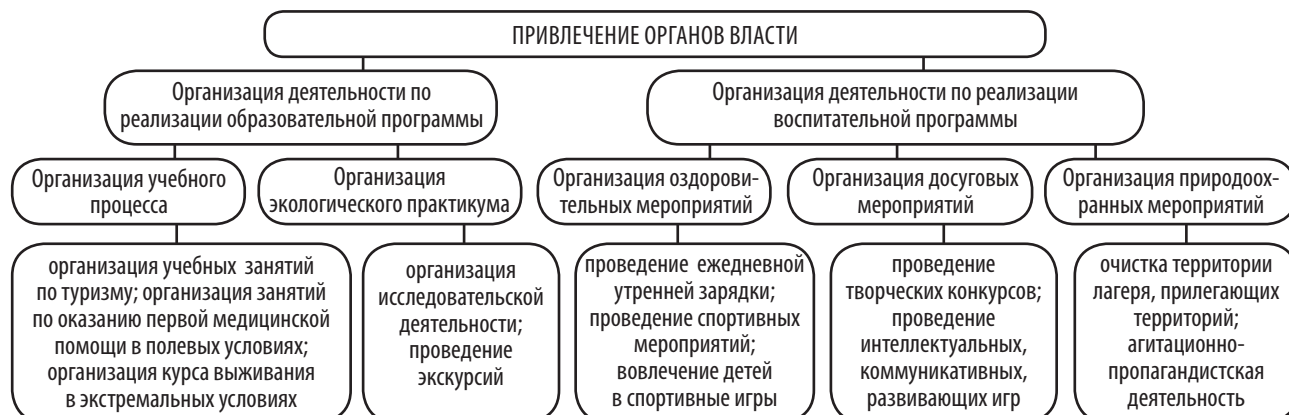 ПРИВЛЕЧЕНИЕ ОРГАНОВ ВЛАСТИ
Организация деятельности по
реализации образовательной программы
Организация деятельности по реализации
воспитательной программы
Организация учебного
процесса
Организация
экологического практикума
Организация оздорови-
тельных мероприятий
Организация досуговых
мероприятий
Организация природоох-
ранных мероприятий
организация учебных занятий
по туризму; организация занятий
по оказанию первой медицинской
помощи в полевых условиях;
организация курса выживания
в экстремальных условиях
организация
исследовательской
деятельности;
проведение
экскурсий
проведение ежедневной
утренней зарядки;
проведение спортивных
мероприятий;
вовлечение детей
в спортивные игры
проведение
творческих конкурсов;
проведение
интеллектуальных,
коммуникативных,
развивающих игр
очистка территории
лагеря, прилегающих
территорий;
агитационно-
пропагандистская
деятельность